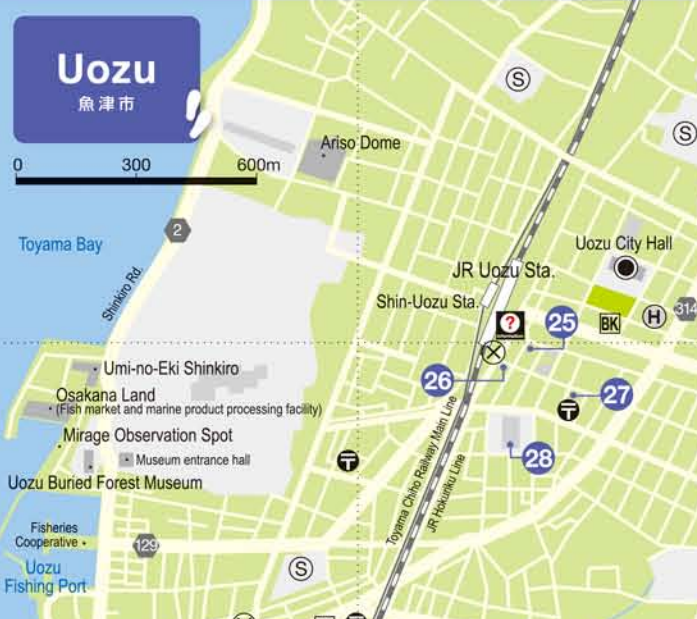 Uozu
魚津市
0 300 600m
Ariso Dome
S
S
2
Toyama Bay
Shinkiro Rd.
Uozu City Hall
JR Uozu Sta.
Shin-Uozu Sta.
?
information
BK
H
314
25
26
27
28
Umi-no-Eki Shinkiro
Osakana Land
(Fish market and marine product processing facility)
Mirage Observation Spot
Museum entrance hall
Uozu Buried Forest Museum
Toyama Chiho Railway Main Line
JR Hokuriku Line
〒
〒
Fisheries
Cooperative
129
Uozu
Fishing Port
S